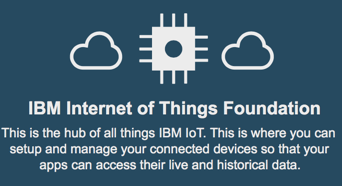 IBM Internet of Things Foundation
This is the hub of all things IBM IoT. This is where you can
setup and manage your connected devices so that your
apps can access their live and historical data.